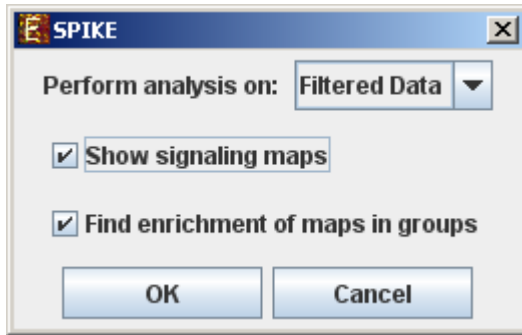 SPIKE
Perform analysis on: Filtered Data
Show signaling maps
Find enrichment of maps in groups
OK Cancel